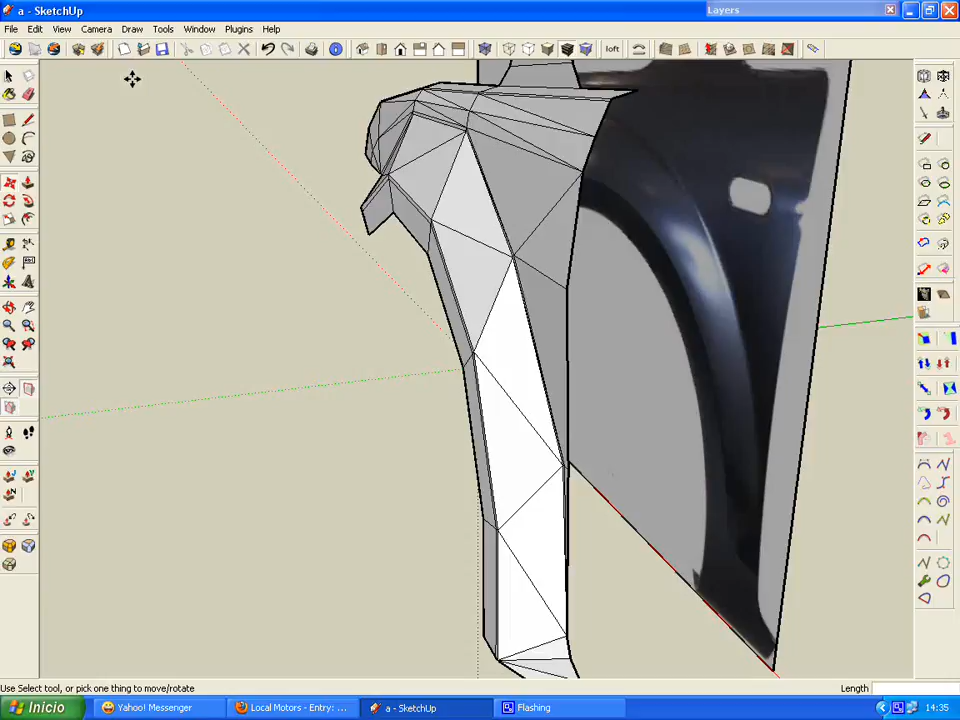 a - SketchUp
Layers
File Edit View Camera Draw Tools Window Plugins Help
loft
Use Select tool, or pick one thing to move/rotate
Length
Inicio
Yahoo! Messenger
Local Motors - Entry: ...
a - SketchUp
Flashing
14:35